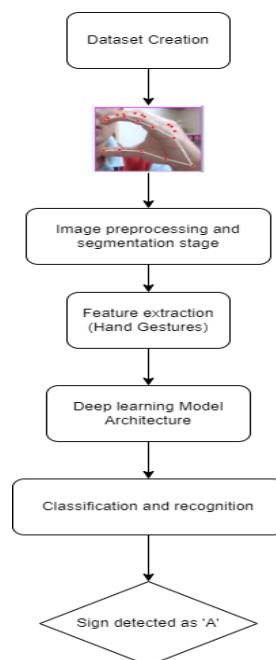 Dataset Creation
Image preprocessing and
segmentation stage
Feature extraction
(Hand Gestures)
Deep learning Model
Architecture
Classification and recognition
Sign detected as 'A'